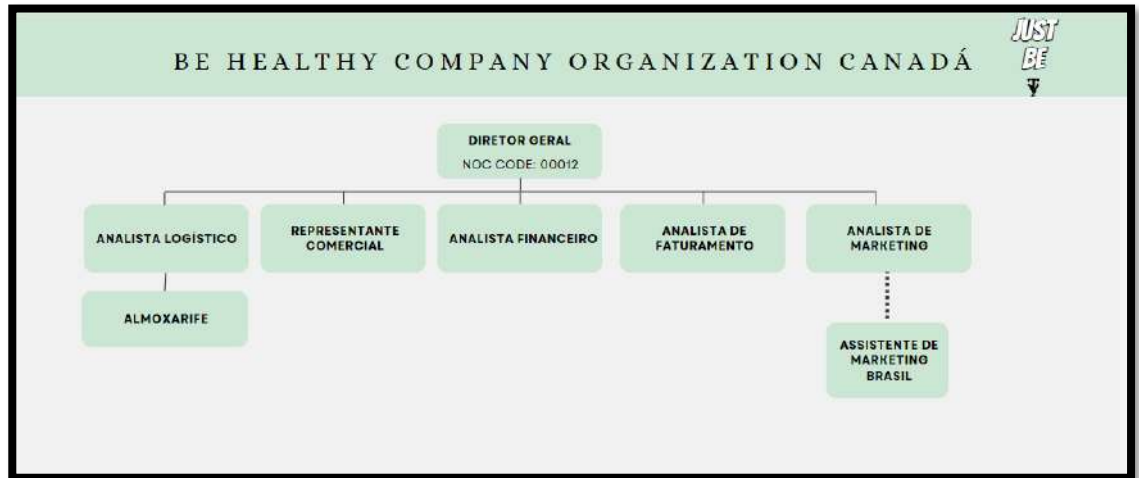 BE HEALTHY COMPANY ORGANIZATION CANADÁ
JUST
BE
DIRETOR GERAL
NOC CODE: 00012
ANALISTA LOGÍSTICO
REPRESENTANTE
COMERCIAL
ANALISTA FINANCEIRO
ANALISTA DE
FATURAMENTO
ANALISTA DE
MARKETING
ALMOXARIFE
ASSISTENTE DE
MARKETING
BRASIL